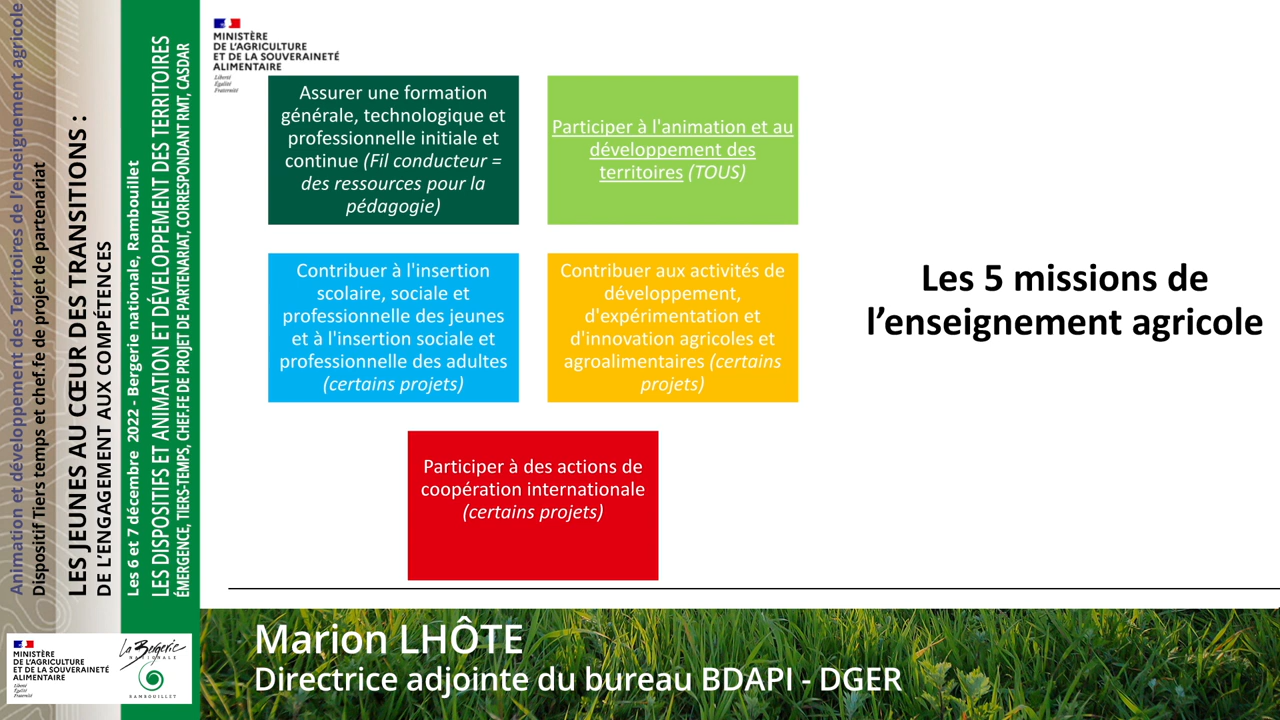 Animation et développement des Territoires de l'enseignement agricole
Dispositif Tiers temps et chef.fe de projet de partenariat
LES JEUNES AU CŒUR DES TRANSITIONS :
DE L'ENGAGEMENT AUX COMPÉTENCES
Les 6 et 7 décembre 2022 - Bergerie nationale, Rambouillet
LES DISPOSITIFS ET ANIMATION ET DÉVELOPPEMENT DES TERRITOIRES
ÉMERGENCE, TIERS-TEMPS, CHEF.FE DE PROJET DE PARTENARIAT, CORRESPONDANT RMT, CASDAR
MINISTÈRE
DE L'AGRICULTURE
ET DE LA SOUVERAINETÉ
ALIMENTAIRE
Liberté
Égalité
Fraternité
Assurer une formation
générale, technologique et
professionnelle initiale et
continue (Fil conducteur =
des ressources pour la
pédagogie)
Participer à l'animation et au
développement des
territoires (TOUS)
Contribuer à l'insertion
scolaire, sociale et
professionnelle des jeunes
et à l'insertion sociale et
professionnelle des adultes
(certains projets)
Contribuer aux activités de
développement,
d'expérimentation et
d'innovation agricoles et
agroalimentaires (certains
projets)
Participer à des actions de
coopération internationale
(certains projets)
Les 5 missions de
l’enseignement agricole
MINISTÈRE
DE L'AGRICULTURE
ET DE LA SOUVERAINETÉ
ALIMENTAIRE
Liberté
Égalité
Fraternité
La Bergerie
NATIONALE
RAMBOUILLET
Marion LHÔTE
Directrice adjointe du bureau BDAPI - DGER